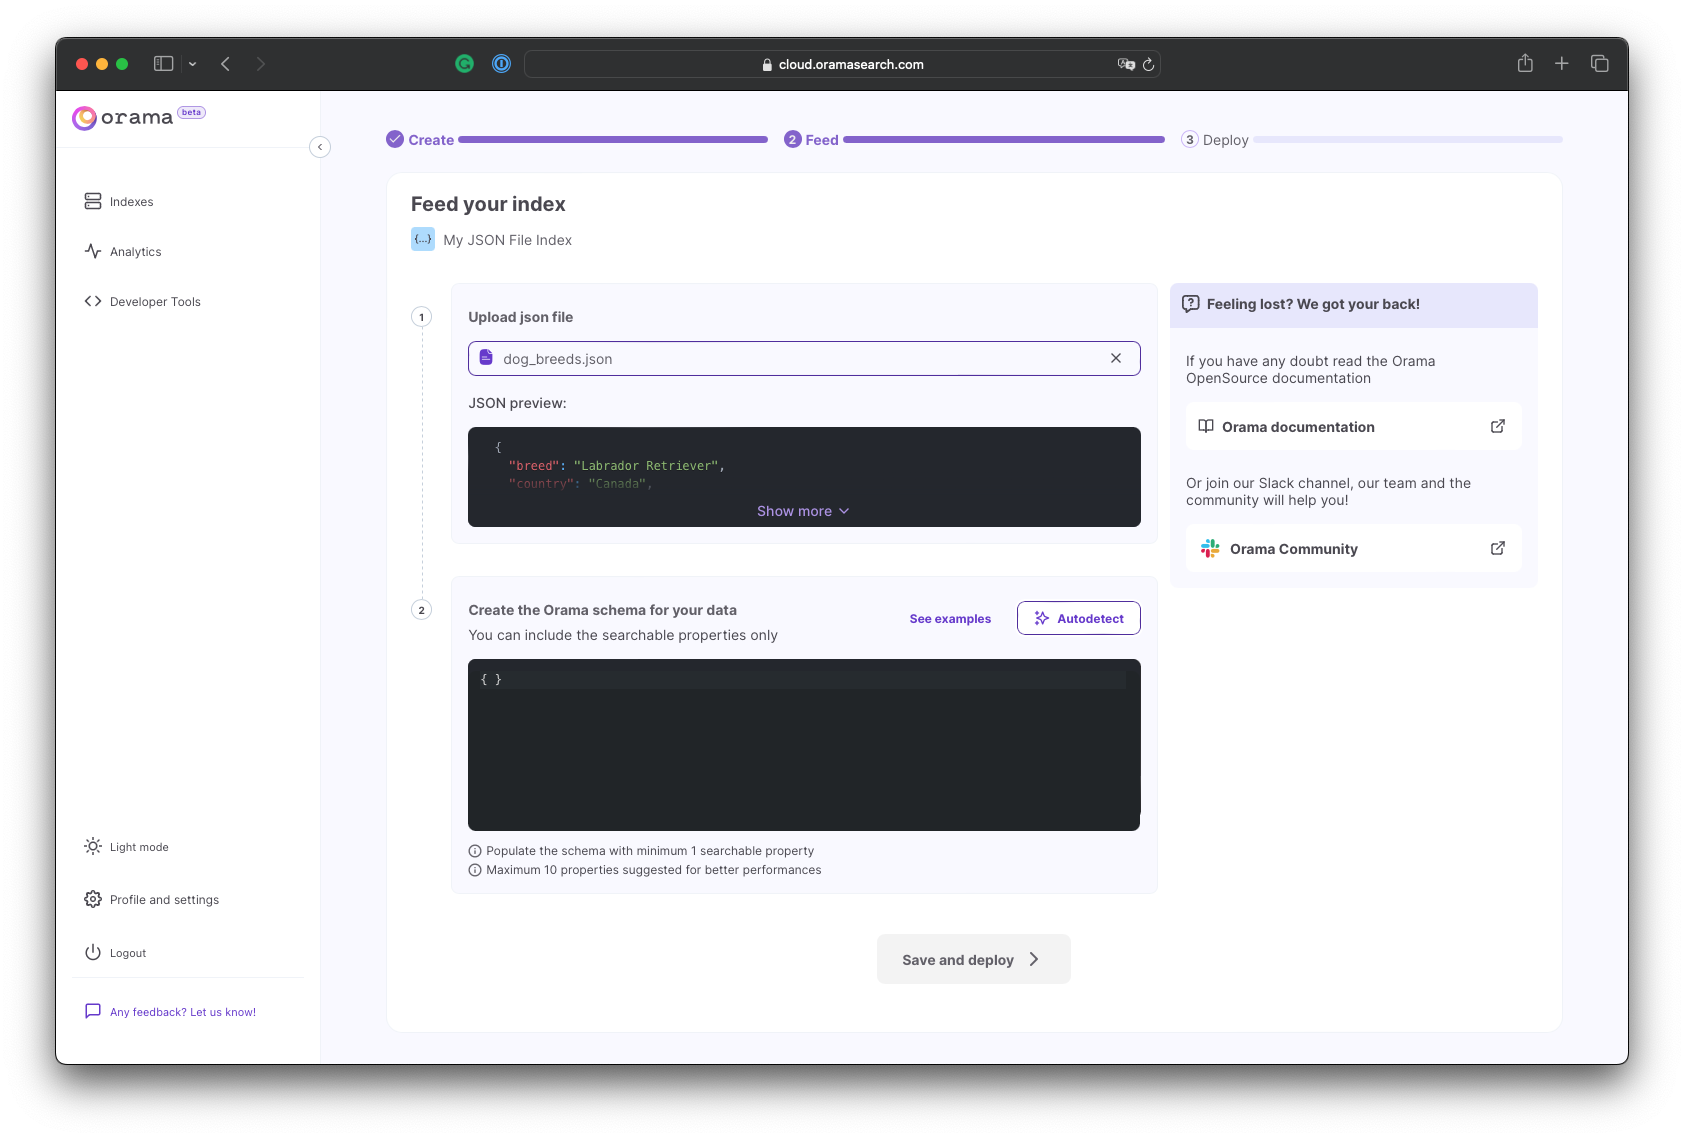 cloud.oramasearch.com
orama beta
Create
2 Feed
3 Deploy
Indexes
Analytics
Developer Tools
Feed your index
{...} My JSON File Index
1
Upload json file
dog_breeds.json
JSON preview:
{
"breed": "Labrador Retriever",
"country": "Canada",
Show more
Feeling lost? We got your back!
If you have any doubt read the Orama
OpenSource documentation
Orama documentation
Or join our Slack channel, our team and the
community will help you!
Orama Community
2
Create the Orama schema for your data
You can include the searchable properties only
See examples
Autodetect
{ }
Populate the schema with minimum 1 searchable property
Maximum 10 properties suggested for better performances
Save and deploy
Light mode
Profile and settings
Logout
Any feedback? Let us know!